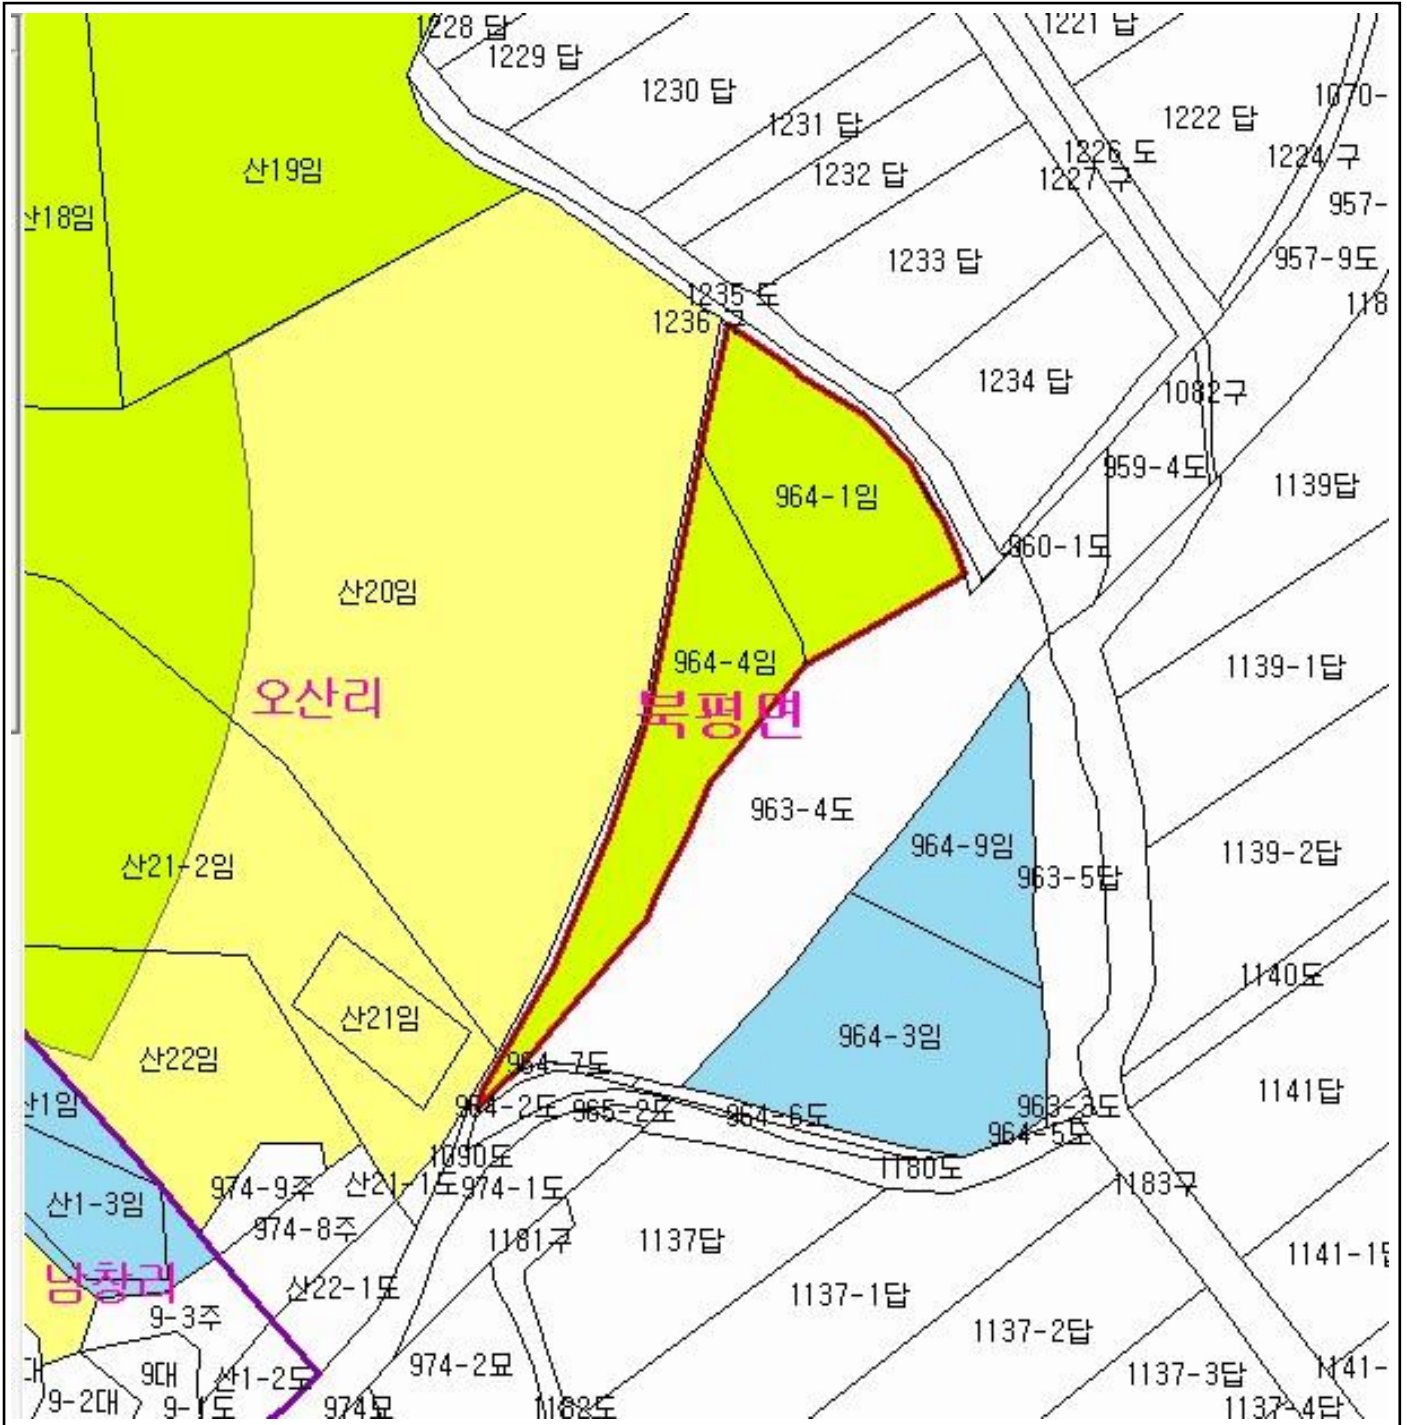 1228 답
1229 답
1230 답
1231 답
1232 답
1233 답
1234 답
1221 답
1222 답
1070-
1226 도
1227 구
1224 구
957-
957-9도
118
산19임
산18임
1235 도
1236 구
1082구
959-4도
1139답
964-1임
960-1도
산20임
964-4임
1139-1답
오산리
북평면
963-4도
964-9임
963-5답
1139-2답
산21-2임
1140도
산21임
964-3임
산22임
964-7도
1141답
산1임
964-2도
965-2도
964-6도
963-3도
964-5도
1090도
1180도
974-9주
산21-1도
974-1도
1183구
산1-3임
974-8주
1181구
1137답
1141-1답
남창리
산22-1도
1137-1답
9-3주
1137-2답
974-2묘
대
9대
산1-2도
1137-3답
1141-
9-2대
9-1도
974묘
1182도
1137-4답